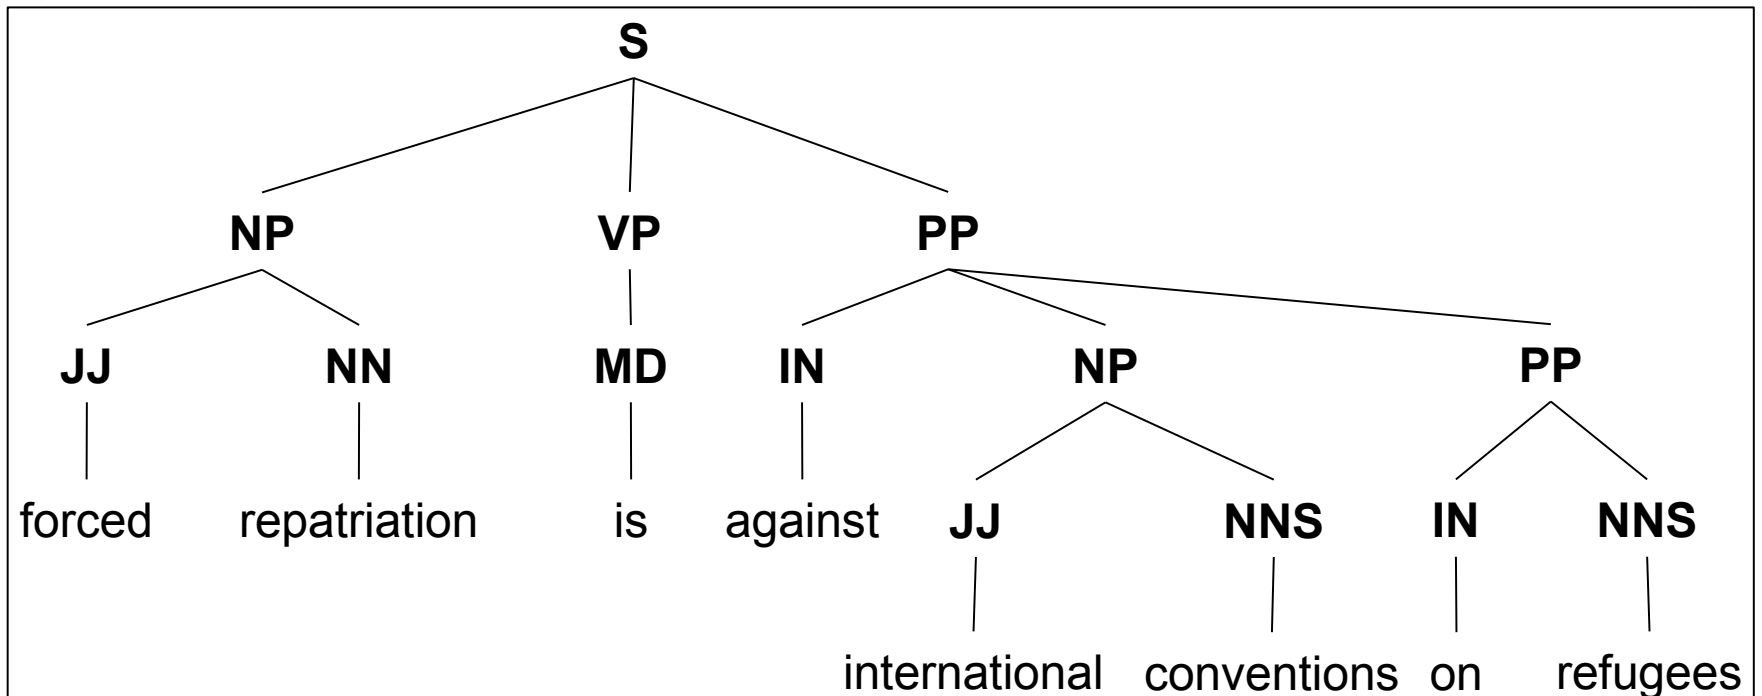 S
NP VP PP
JJ NN MD IN NP PP
forced repatriation is against JJ NNS IN NNS
international conventions on refugees